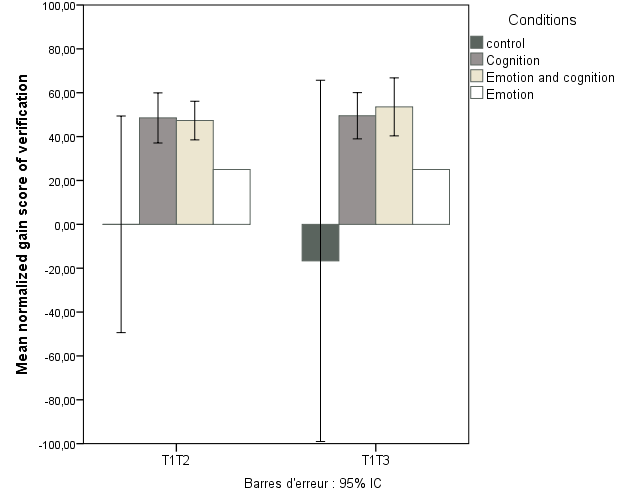 Conditions
control
Cognition
Emotion and cognition
Emotion
Mean normalized gain score of verification
100,00
80,00
60,00
40,00
20,00
0,00
-20,00
-40,00
-60,00
-80,00
-100,00
T1T2
T1T3
Barres d'erreur : 95% IC